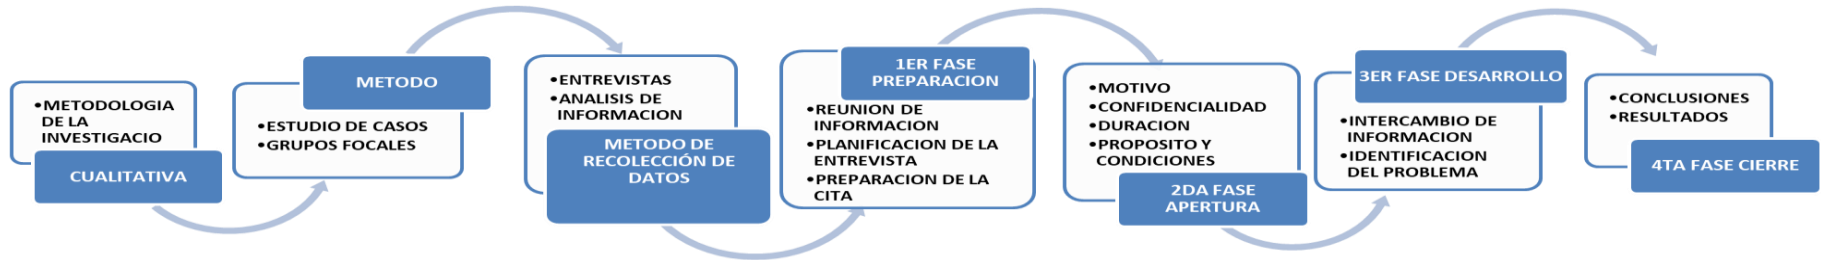 •METODOLOGIA
DE LA
INVESTIGACIO
CUALITATIVA
METODO
•ESTUDIO DE CASOS
•GRUPOS FOCALES
•ENTREVISTAS
•ANALISIS DE
INFORMACION
METODO DE
RECOLECCIÓN DE
DATOS
1ER FASE
PREPARACION
•REUNION DE
INFORMACION
•PLANIFICACION DE LA
ENTREVISTA
•PREPARACION DE LA
CITA
•MOTIVO
•CONFIDENCIALIDAD
•DURACION
•PROPOSITO Y
CONDICIONES
2DA FASE
APERTURA
3ER FASE DESARROLLO
•INTERCAMBIO DE
INFORMACION
•IDENTIFICACION
DEL PROBLEMA
•CONCLUSIONES
•RESULTADOS
4TA FASE CIERRE